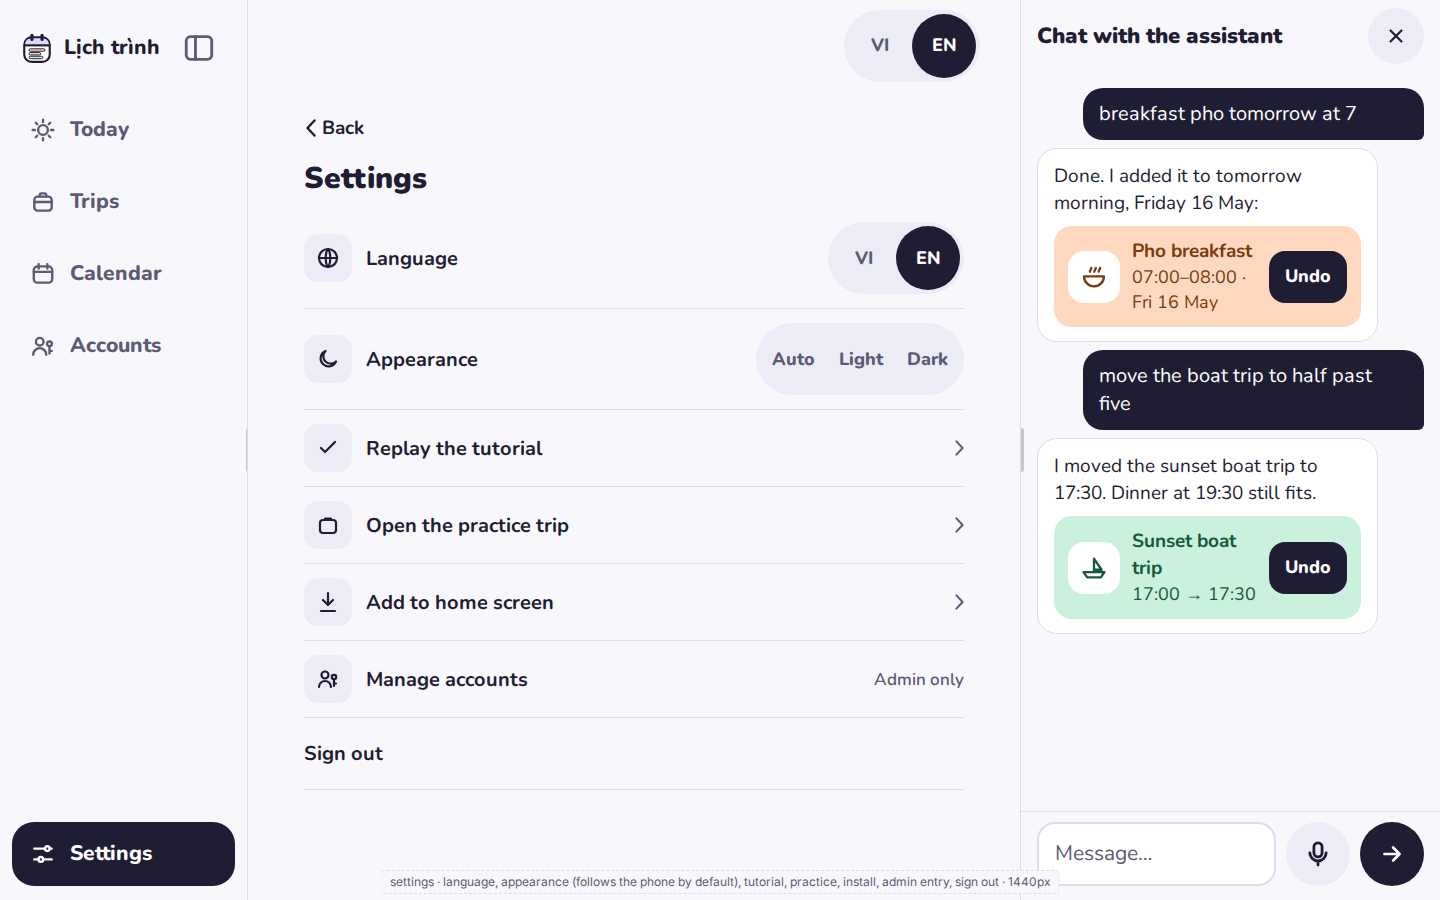 Lịch trình
Today
Trips
Calendar
Accounts
Settings
VI EN
Back
Settings
Language
VI EN
Appearance
Auto Light Dark
Replay the tutorial
Open the practice trip
Add to home screen
Manage accounts
Admin only
Sign out
settings · language, appearance (follows the phone by default), tutorial, practice, install, admin entry, sign out · 1440px
Chat with the assistant
breakfast pho tomorrow at 7
Done. I added it to tomorrow
morning, Friday 16 May:
Pho breakfast
07:00–08:00 ·
Fri 16 May
Undo
move the boat trip to half past
five
I moved the sunset boat trip to
17:30. Dinner at 19:30 still fits.
Sunset boat
trip
17:00 → 17:30
Undo
Message...